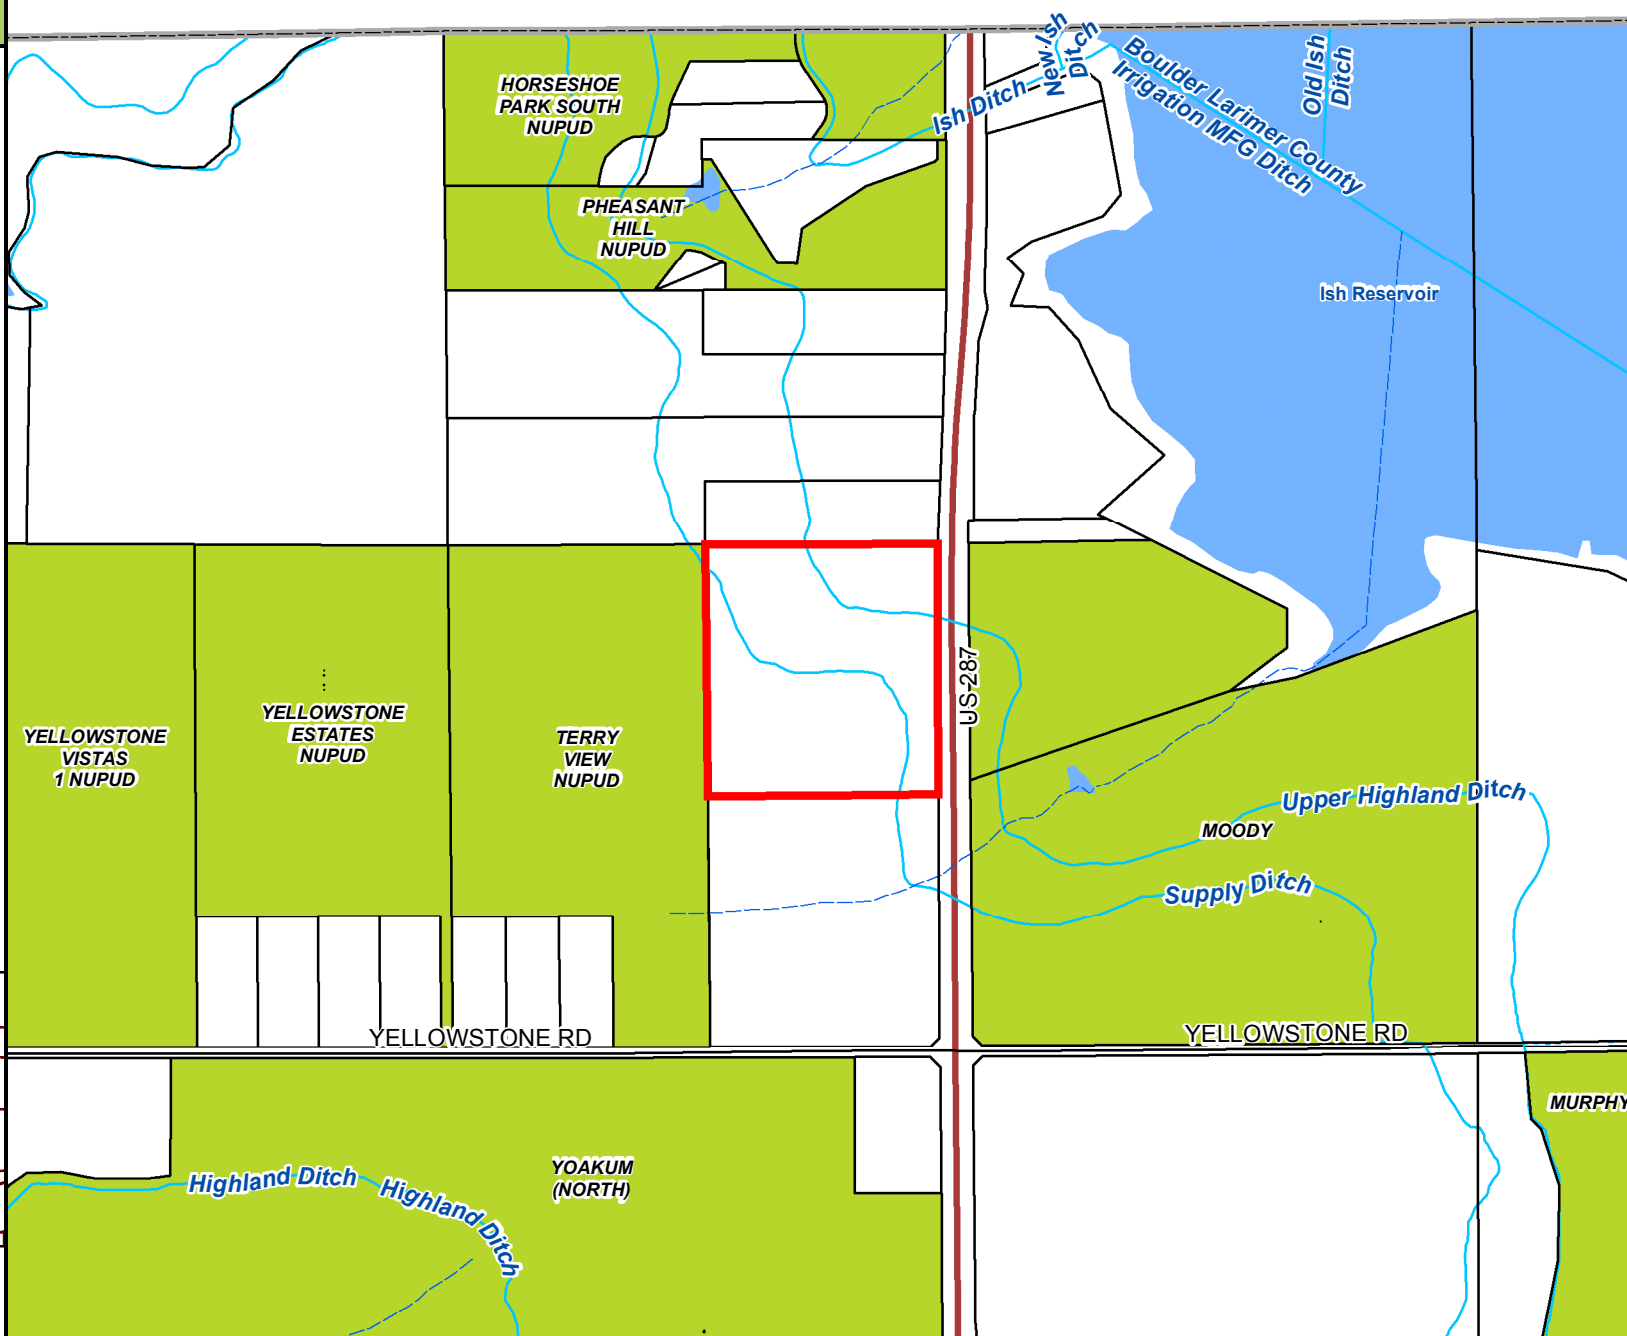 New Ish
Ditch
Boulder Larimer County
Irrigation MFG Ditch
Old Ish
Ditch
HORSESHOE
PARK SOUTH
NUPUD
Ish Ditch
PHEASANT
HILL
NUPUD
Ish Reservoir
US-287
YELLOWSTONE
VISTAS
1 NUPUD
YELLOWSTONE
ESTATES
NUPUD
TERRY
VIEW
NUPUD
Upper Highland Ditch
MOODY
Supply Ditch
YELLOWSTONE RD
YELLOWSTONE RD
MURPHY
YOAKUM
(NORTH)
Highland Ditch
Highland Ditch